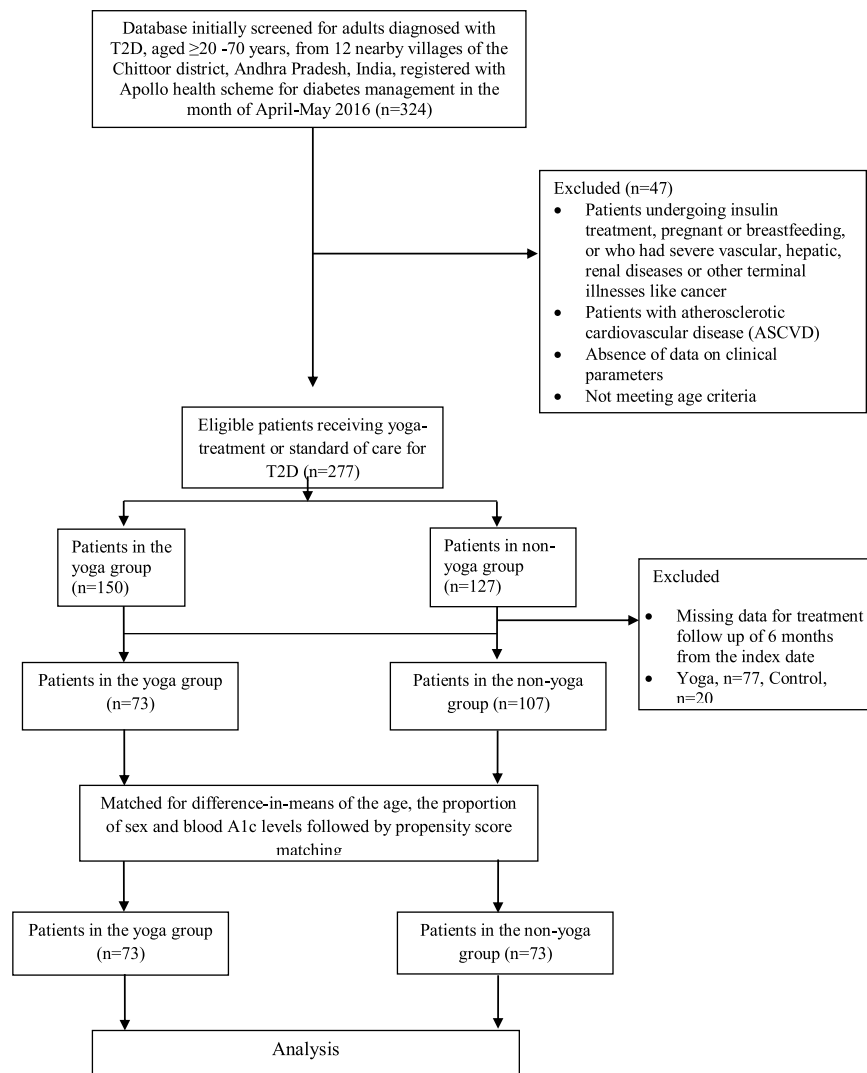 Database initially screened for adults diagnosed with
T2D, aged ≥20 -70 years, from 12 nearby villages of the
Chittoor district, Andhra Pradesh, India, registered with
Apollo health scheme for diabetes management in the
month of April-May 2016 (n=324)
Excluded (n=47)
• Patients undergoing insulin
treatment, pregnant or breastfeeding,
or who had severe vascular, hepatic,
renal diseases or other terminal
illnesses like cancer
• Patients with atherosclerotic
cardiovascular disease (ASCVD)
• Absence of data on clinical
parameters
• Not meeting age criteria
Eligible patients receiving yoga-
treatment or standard of care for
T2D (n=277)
Patients in the
yoga group
(n=150)
Patients in non-
yoga group
(n=127)
Excluded
• Missing data for treatment
follow up of 6 months
from the index date
• Yoga, n=77, Control,
n=20
Patients in the yoga group
(n=73)
Patients in the non-yoga
group (n=107)
Matched for difference-in-means of the age, the proportion
of sex and blood A1c levels followed by propensity score
matching
Patients in the yoga group
(n=73)
Patients in the non-yoga
group (n=73)
Analysis